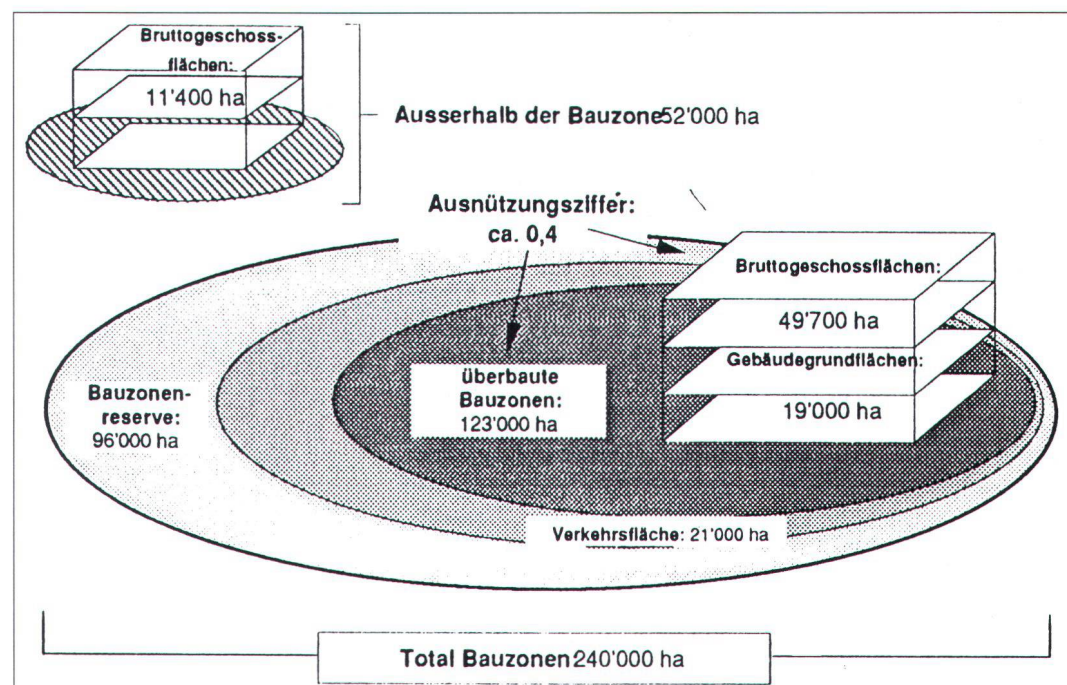 Bruttogeschoss-
flächen:
11'400 ha
Ausserhalb der Bauzone 52'000 ha
Ausnützungsziffer:
ca. 0,4
Bruttogeschossflächen:
49'700 ha
Gebäudegrundflächen:
19'000 ha
überbaute
Bauzonen:
123'000 ha
Bauzonen-
reserve:
96'000 ha
Verkehrsfläche: 21'000 ha
Total Bauzonen 240'000 ha